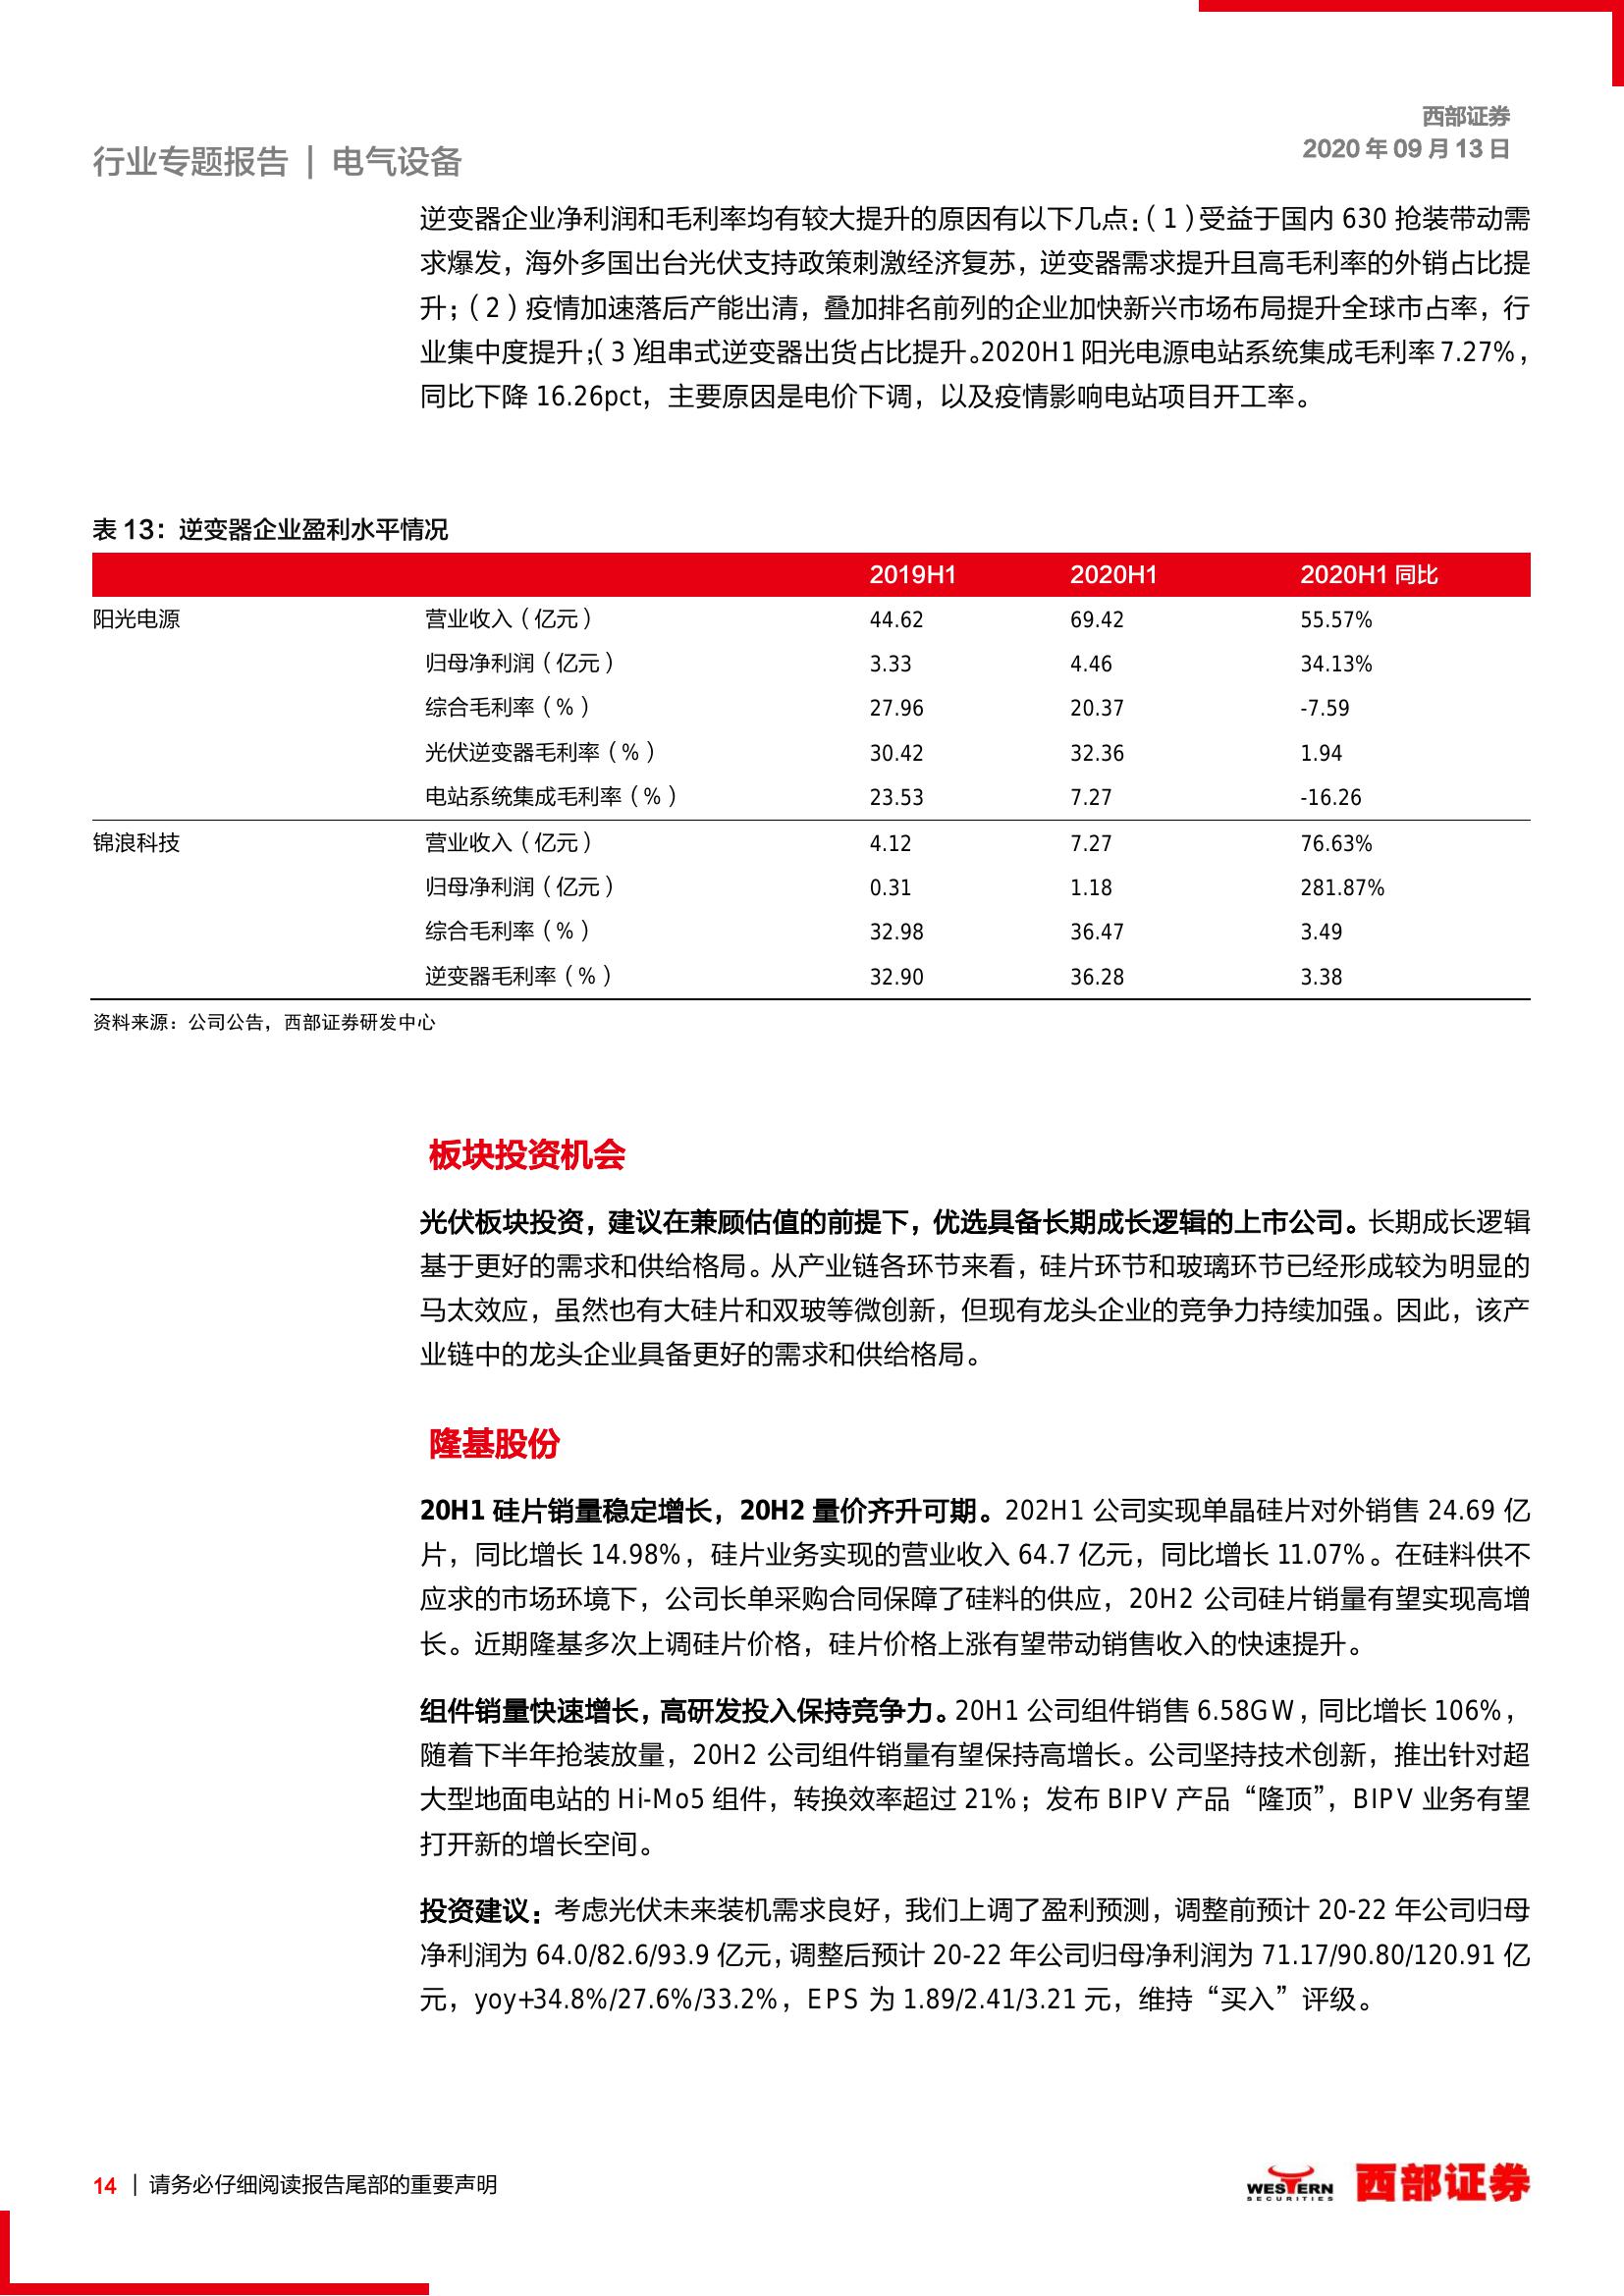 西部证券
2020 年 09 月 13 日
行业专题报告 | 电气设备
逆变器企业净利润和毛利率均有较大提升的原因有以下几点：（1）受益于国内 630 抢装带动需
求爆发，海外多国出台光伏支持政策刺激经济复苏，逆变器需求提升且高毛利率的外销占比提
升；（2）疫情加速落后产能出清，叠加排名前列的企业加快新兴市场布局提升全球市占率，行
业集中度提升；（3）组串式逆变器出货占比提升。2020H1 阳光电源电站系统集成毛利率 7.27%，
同比下降 16.26pct，主要原因是电价下调，以及疫情影响电站项目开工率。
表 13：逆变器企业盈利水平情况
2019H1 2020H1 2020H1 同比
阳光电源 营业收入（亿元） 44.62 69.42 55.57%
归母净利润（亿元） 3.33 4.46 34.13%
综合毛利率（%） 27.96 20.37 -7.59
光伏逆变器毛利率（%） 30.42 32.36 1.94
电站系统集成毛利率（%） 23.53 7.27 -16.26
锦浪科技 营业收入（亿元） 4.12 7.27 76.63%
归母净利润（亿元） 0.31 1.18 281.87%
综合毛利率（%） 32.98 36.47 3.49
逆变器毛利率（%） 32.90 36.28 3.38
资料来源：公司公告，西部证券研发中心
板块投资机会
光伏板块投资，建议在兼顾估值的前提下，优选具备长期成长逻辑的上市公司。长期成长逻辑
基于更好的需求和供给格局。从产业链各环节来看，硅片环节和玻璃环节已经形成较为明显的
马太效应，虽然也有大硅片和双玻等微创新，但现有龙头企业的竞争力持续加强。因此，该产
业链中的龙头企业具备更好的需求和供给格局。
隆基股份
20H1 硅片销量稳定增长，20H2 量价齐升可期。202H1 公司实现单晶硅片对外销售 24.69 亿
片，同比增长 14.98%，硅片业务实现的营业收入 64.7 亿元，同比增长 11.07%。在硅料供不
应求的市场环境下，公司长单采购合同保障了硅料的供应，20H2 公司硅片销量有望实现高增
长。近期隆基多次上调硅片价格，硅片价格上涨有望带动销售收入的快速提升。
组件销量快速增长，高研发投入保持竞争力。20H1 公司组件销售 6.58GW，同比增长 106%，
随着下半年抢装放量，20H2 公司组件销量有望保持高增长。公司坚持技术创新，推出针对超
大型地面电站的 Hi-Mo5 组件，转换效率超过 21%；发布 BIPV 产品“隆顶”，BIPV 业务有望
打开新的增长空间。
投资建议：考虑光伏未来装机需求良好，我们上调了盈利预测，调整前预计 20-22 年公司归母
净利润为 64.0/82.6/93.9 亿元，调整后预计 20-22 年公司归母净利润为 71.17/90.80/120.91 亿
元，yoy+34.8%/27.6%/33.2%，EPS 为 1.89/2.41/3.21 元，维持“买入”评级。
14 | 请务必仔细阅读报告尾部的重要声明
WESTERN
SECURITIES
西部证券